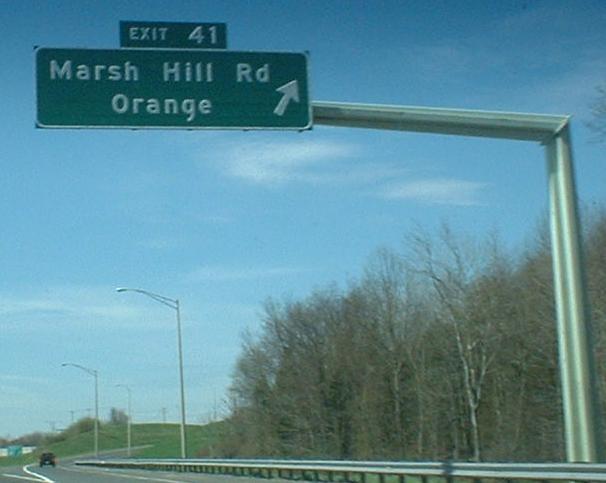 EXIT 41
Marsh Hill Rd
Orange